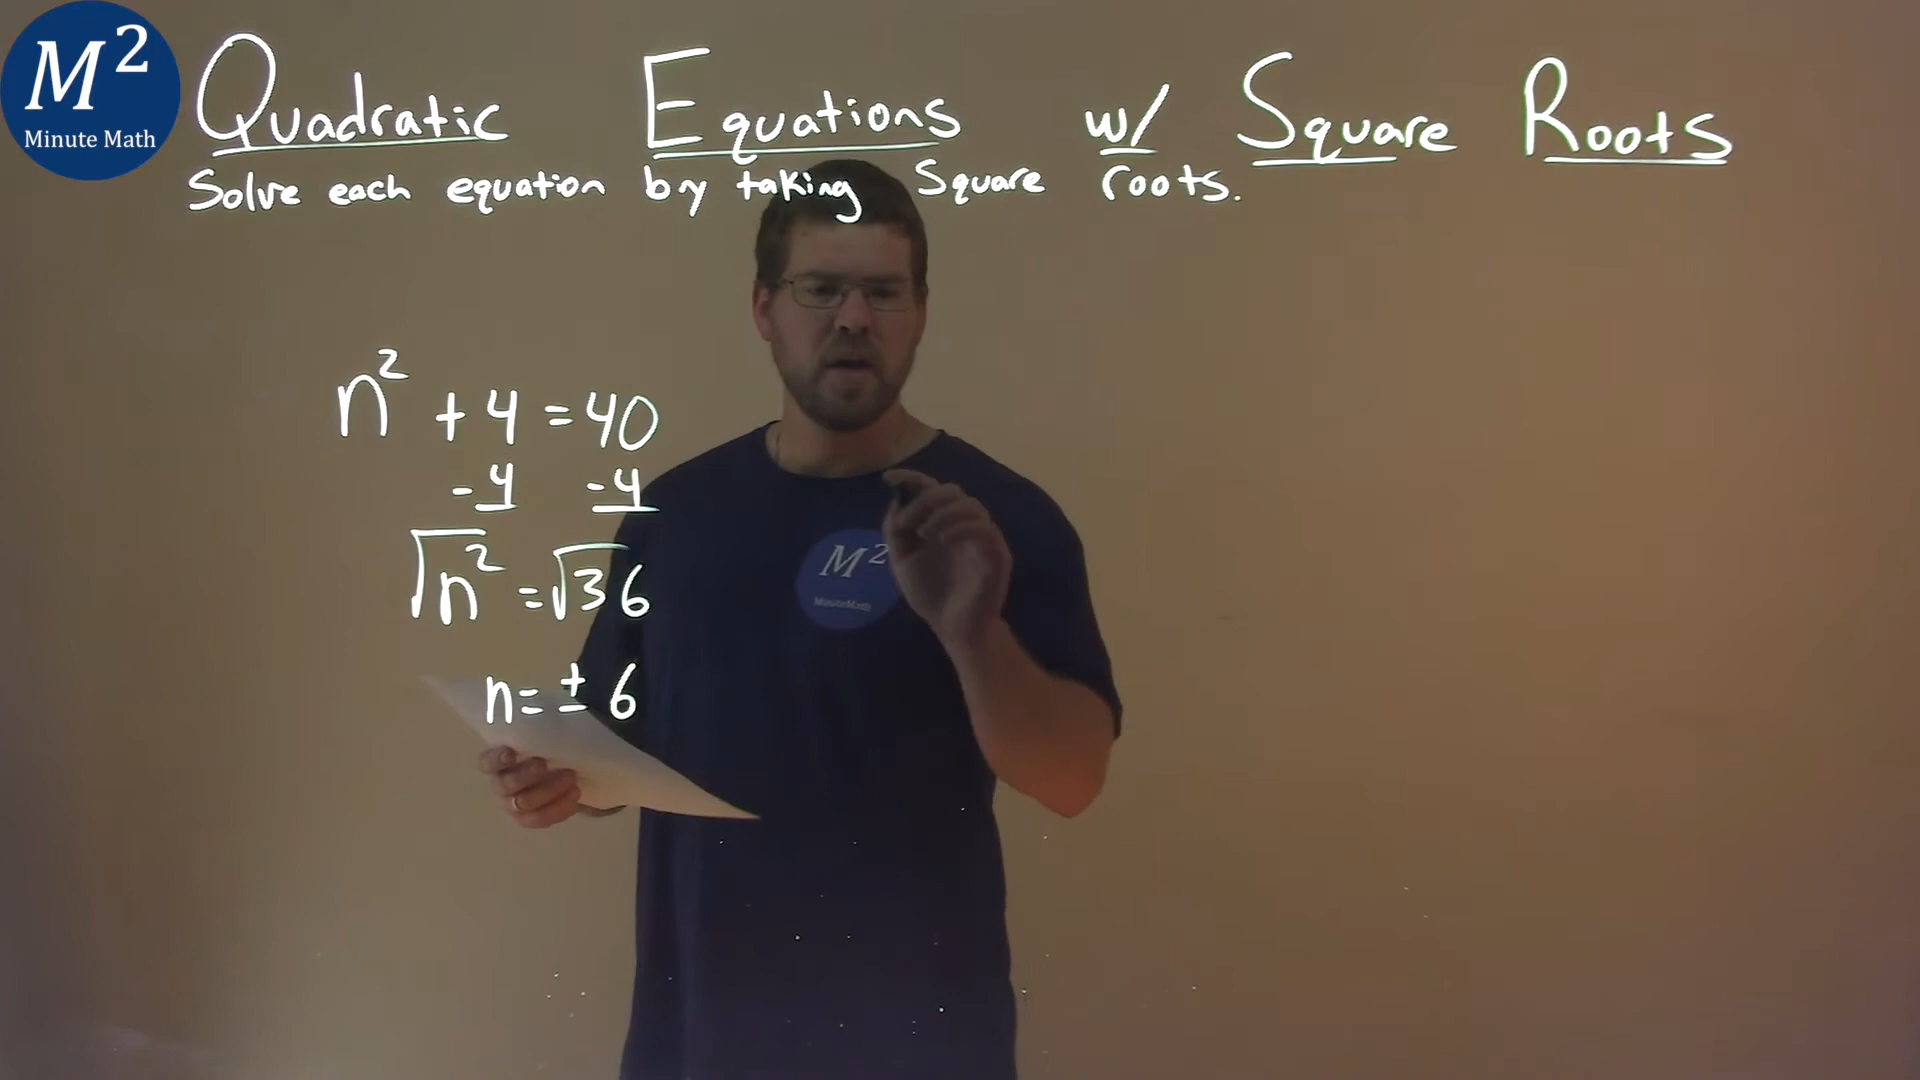 M²
Minute Math
Quadratic Equations w/ Square Roots
Solve each equation by taking Square roots.
n² + 4 = 40
- 4 - 4
√n² = √36
n = ± 6
M²
MinuteMath